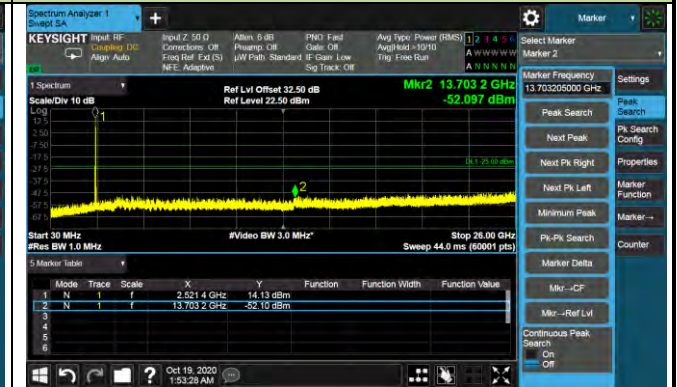 Spectrum Analyzer 1
Swept SA
+
Marker
KEYSIGHT Input: RF
Coupling: DC
Align: Auto
Input Z: 50 Ω
Corrections: Off
Freq Ref: Ext (S)
NFE: Adaptive
Atten: 6 dB
Preamp: Off
µW Path: Standard
PNO: Fast
Gate: Off
IF Gain: Low
Sig Track: Off
Avg Type: Power (RMS)
Avg|Hold: >10/10
Trig: Free Run
1 2 3 4 5 6
A W W W W W
A N N N N N
Select Marker
Marker 2
1 Spectrum
Scale/Div 10 dB
Log
Ref Lvl Offset 32.50 dB
Ref Level 22.50 dBm
Mkr2 13.703 2 GHz
-52.097 dBm
12.5
2.50
-7.50
-17.5
-27.5
-37.5
-47.5
-57.5
-67.5
1
2
DL1 -25.00 dBm
Start 30 MHz
#Res BW 1.0 MHz
#Video BW 3.0 MHz*
Stop 26.00 GHz
Sweep 44.0 ms (60001 pts)
5 Marker Table
Mode Trace Scale X Y Function Function Width Function Value
1 N 1 f 2.521 4 GHz 14.13 dBm
2 N 1 f 13.703 2 GHz -52.10 dBm
3
4
5
6
Marker Frequency
13.703205000 GHz
Peak Search
Next Peak
Next Pk Right
Next Pk Left
Minimum Peak
Pk-Pk Search
Marker Delta
Mkr→CF
Mkr→Ref Lvl
Continuous Peak
Search
On
Off
Settings
Peak
Search
Pk Search
Config
Properties
Marker
Function
Marker→
Counter
?
Oct 19, 2020
1:53:28 AM